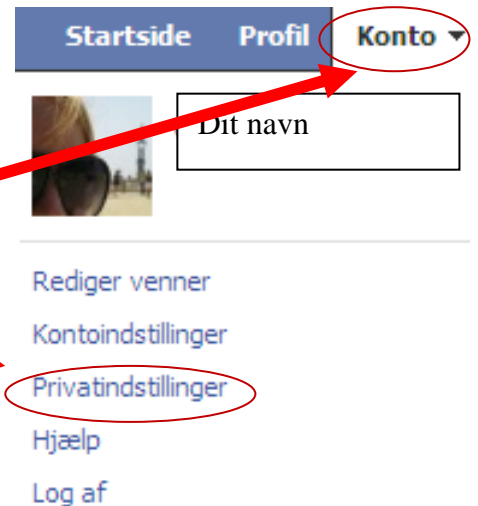 Startside Profil Konto
Dit navn
Rediger venner
Kontoindstillinger
Privatindstillinger
Hjælp
Log af